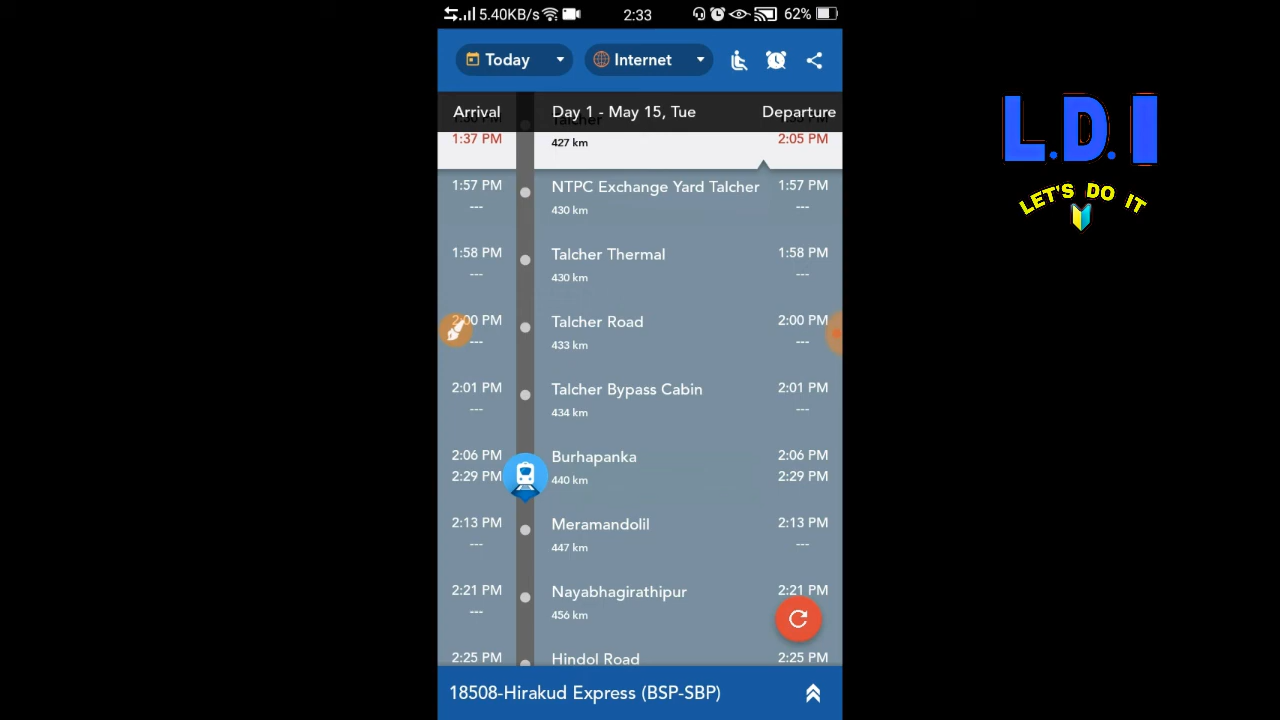 5.40KB/s 2:33 62%
Today Internet
Arrival Day 1 - May 15, Tue Departure
Talcher
1:37 PM 427 km 2:05 PM
1:57 PM NTPC Exchange Yard Talcher 1:57 PM
--- 430 km ---
1:58 PM Talcher Thermal 1:58 PM
--- 430 km ---
2:00 PM Talcher Road 2:00 PM
--- 433 km ---
2:01 PM Talcher Bypass Cabin 2:01 PM
--- 434 km ---
2:06 PM Burhapanka 2:06 PM
2:29 PM 440 km 2:29 PM
2:13 PM Meramandolil 2:13 PM
--- 447 km ---
2:21 PM Nayabhagirathipur 2:21 PM
--- 456 km
2:25 PM Hindol Road 2:25 PM
18508-Hirakud Express (BSP-SBP)
L.D.I
LET'S DO IT